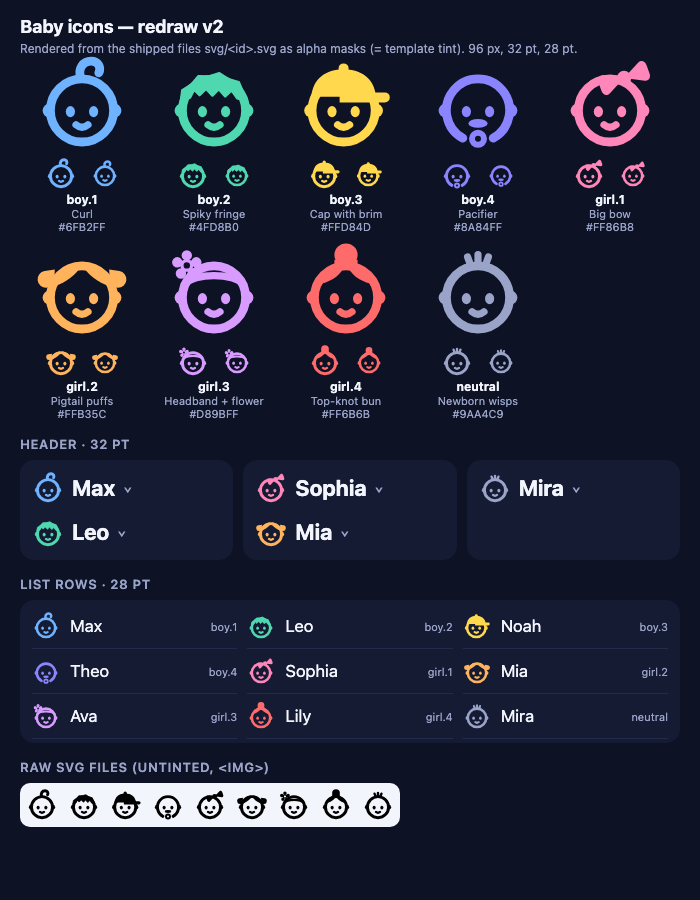 Baby icons — redraw v2
Rendered from the shipped files svg/<id>.svg as alpha masks (= template tint). 96 px, 32 pt, 28 pt.
boy.1 boy.2 boy.3 boy.4 girl.1
Curl Spiky fringe Cap with brim Pacifier Big bow
#6FB2FF #4FD8B0 #FFD84D #8A84FF #FF86B8
girl.2 girl.3 girl.4 neutral
Pigtail puffs Headband + flower Top-knot bun Newborn wisps
#FFB35C #D89BFF #FF6B6B #9AA4C9
HEADER · 32 PT
Max Sophia Mira
Leo Mia
LIST ROWS · 28 PT
Max boy.1 Leo boy.2 Noah boy.3
Theo boy.4 Sophia girl.1 Mia girl.2
Ava girl.3 Lily girl.4 Mira neutral
RAW SVG FILES (UNTINTED, <IMG>)